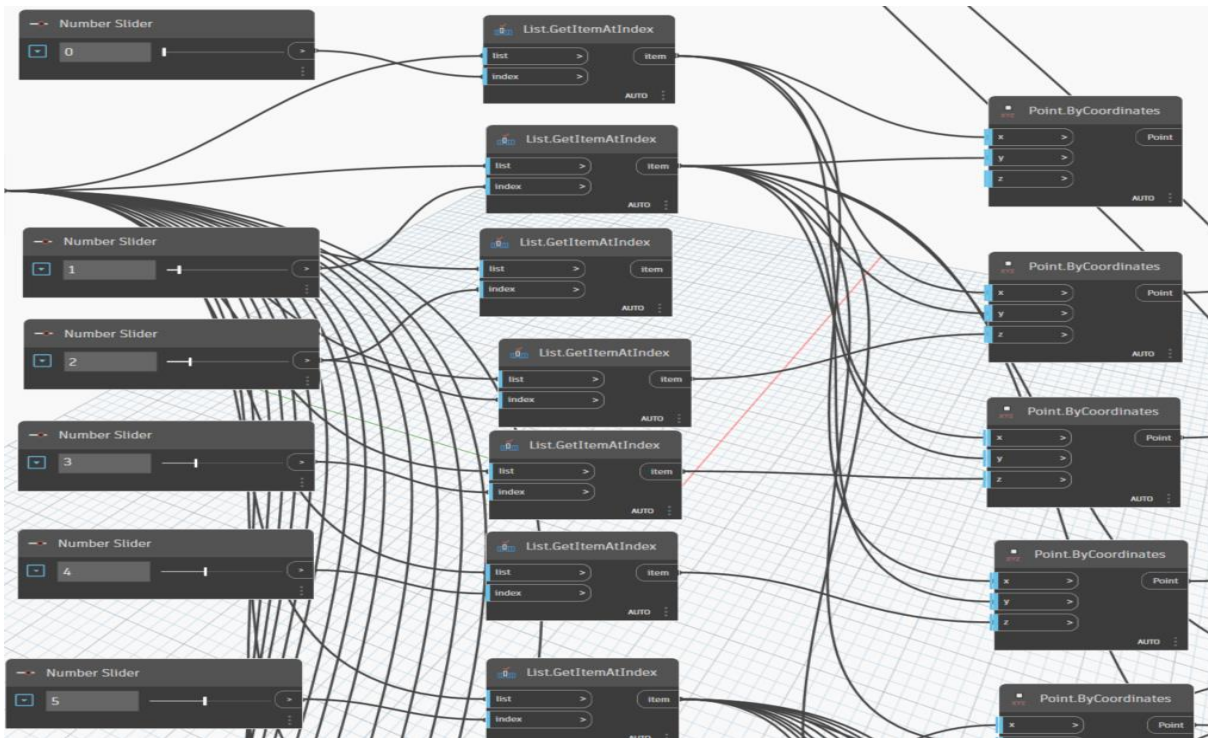 Number Slider
0
>
List.GetItemAtIndex
list >
item
index >
AUTO
Point.ByCoordinates
x >
Point
y >
z >
AUTO
List.GetItemAtIndex
list >
item
index >
AUTO
Number Slider
1
>
List.GetItemAtIndex
list >
item
index >
AUTO
Point.ByCoordinates
x >
Point
y >
z >
AUTO
Number Slider
2
>
List.GetItemAtIndex
list >
item
index >
AUTO
Number Slider
3
>
List.GetItemAtIndex
list >
item
index >
AUTO
Point.ByCoordinates
x >
Point
y >
z >
AUTO
Number Slider
4
>
List.GetItemAtIndex
list >
item
index >
AUTO
Point.ByCoordinates
x >
Point
y >
z >
AUTO
Number Slider
5
>
List.GetItemAtIndex
list >
item
index >
Point.ByCoordinates
x >
Point